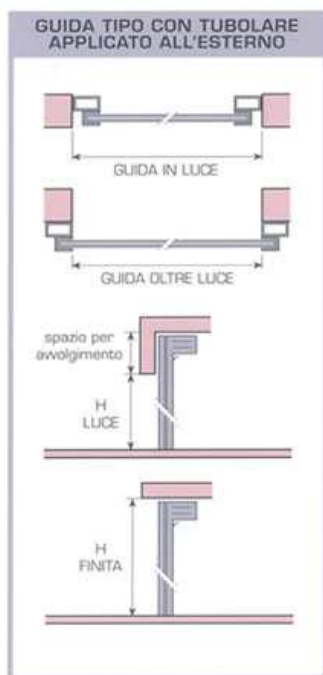 GUIDA TIPO CON TUBOLARE
APPLICATO ALL'ESTERNO
GUIDA IN LUCE
GUIDA OLTRE LUCE
spazio per
avvolgimento
H
LUCE
H
FINITA